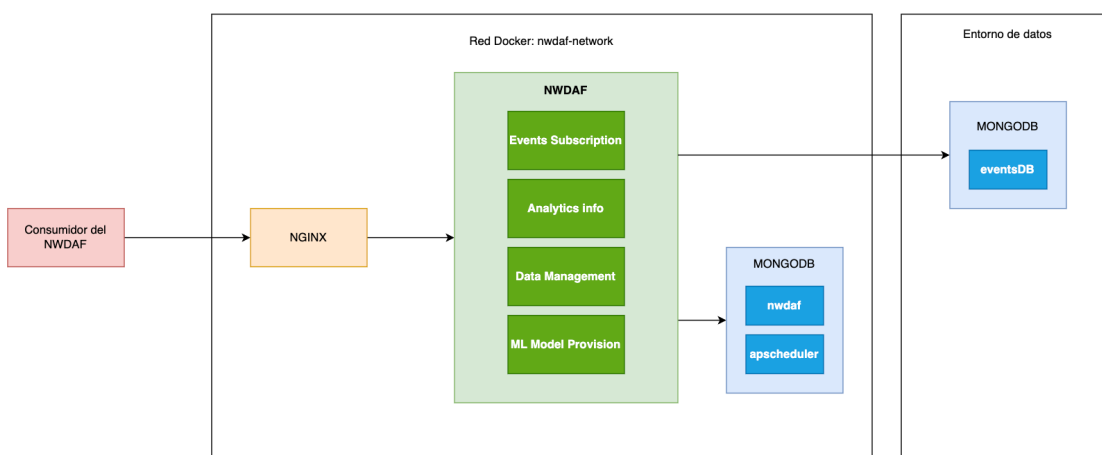 Red Docker: nwdaf-network
Entorno de datos
NWDAF
Events Subscription
Analytics info
Data Management
ML Model Provision
Consumidor del
NWDAF
NGINX
MONGODB
nwdaf
apscheduler
MONGODB
eventsDB